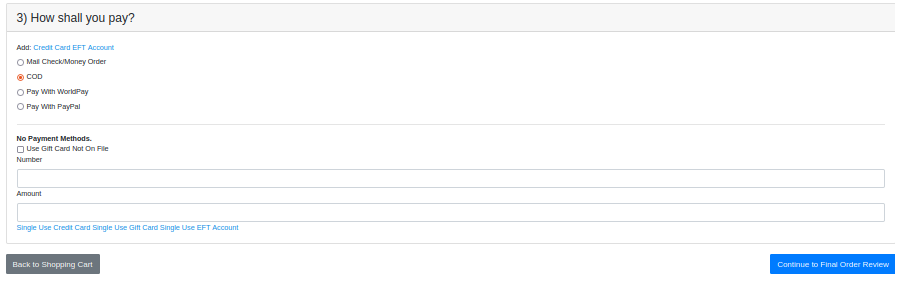 3) How shall you pay?
Add: Credit Card EFT Account
Mail Check/Money Order
COD
Pay With WorldPay
Pay With PayPal
No Payment Methods.
Use Gift Card Not On File
Number
Amount
Single Use Credit Card Single Use Gift Card Single Use EFT Account
Back to Shopping Cart
Continue to Final Order Review